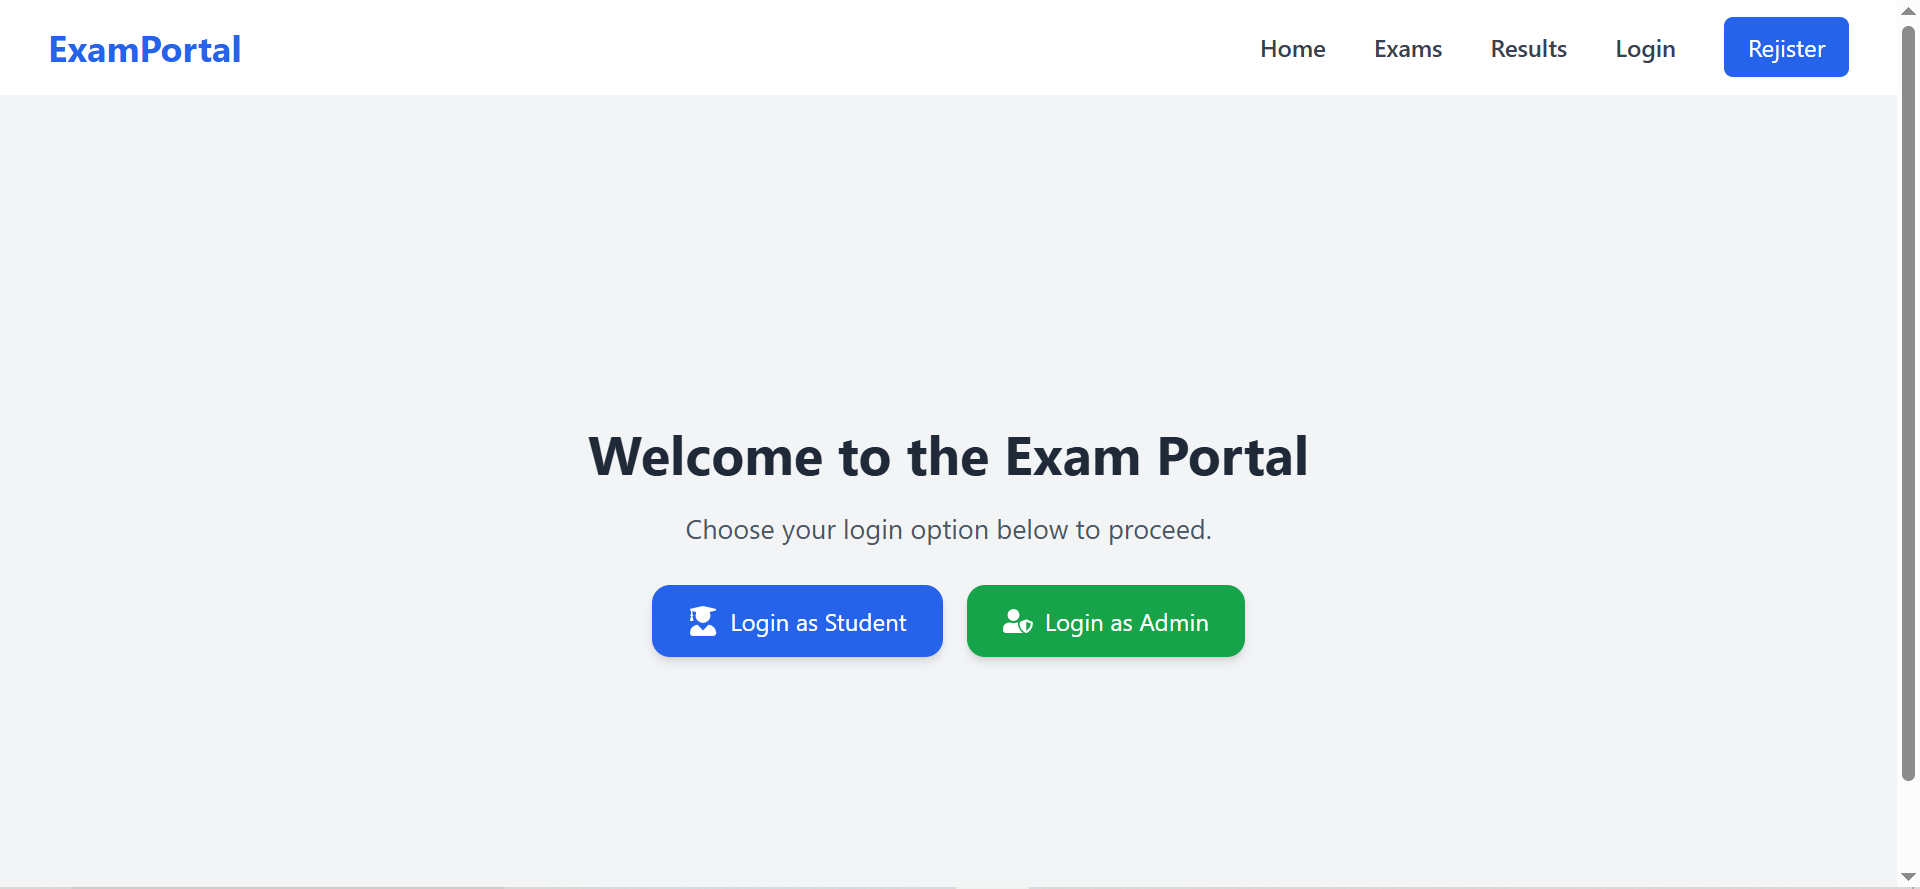 ExamPortal
Home Exams Results Login Rejister
Welcome to the Exam Portal
Choose your login option below to proceed.
Login as Student Login as Admin